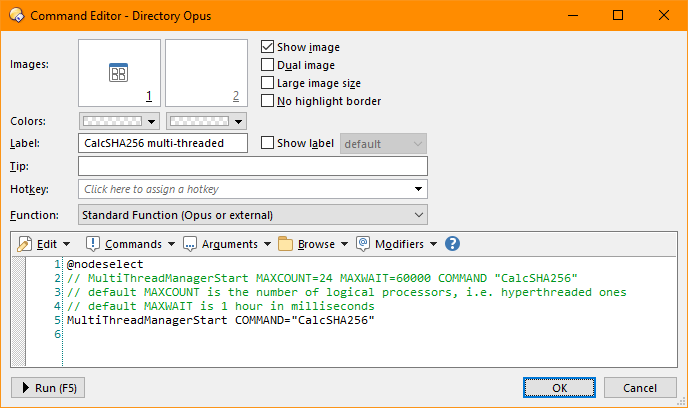 Command Editor - Directory Opus
Images:
1
2
Show image
Dual image
Large image size
No highlight border
Colors:
Label:
CalcSHA256 multi-threaded
Show label
default
Tip:
Hotkey:
Click here to assign a hotkey
Function:
Standard Function (Opus or external)
Edit
Commands
Arguments
Browse
Modifiers
?
1 @nodeselect
2 // MultiThreadManagerStart MAXCOUNT=24 MAXWAIT=60000 COMMAND "CalcSHA256"
3 // default MAXCOUNT is the number of logical processors, i.e. hyperthreaded ones
4 // default MAXWAIT is 1 hour in milliseconds
5 MultiThreadManagerStart COMMAND="CalcSHA256"
6
Run (F5)
OK
Cancel